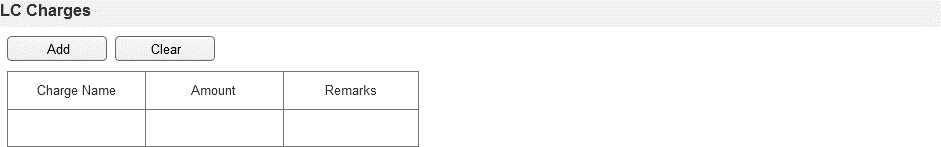 LC Charges
Add Clear
Charge Name Amount Remarks